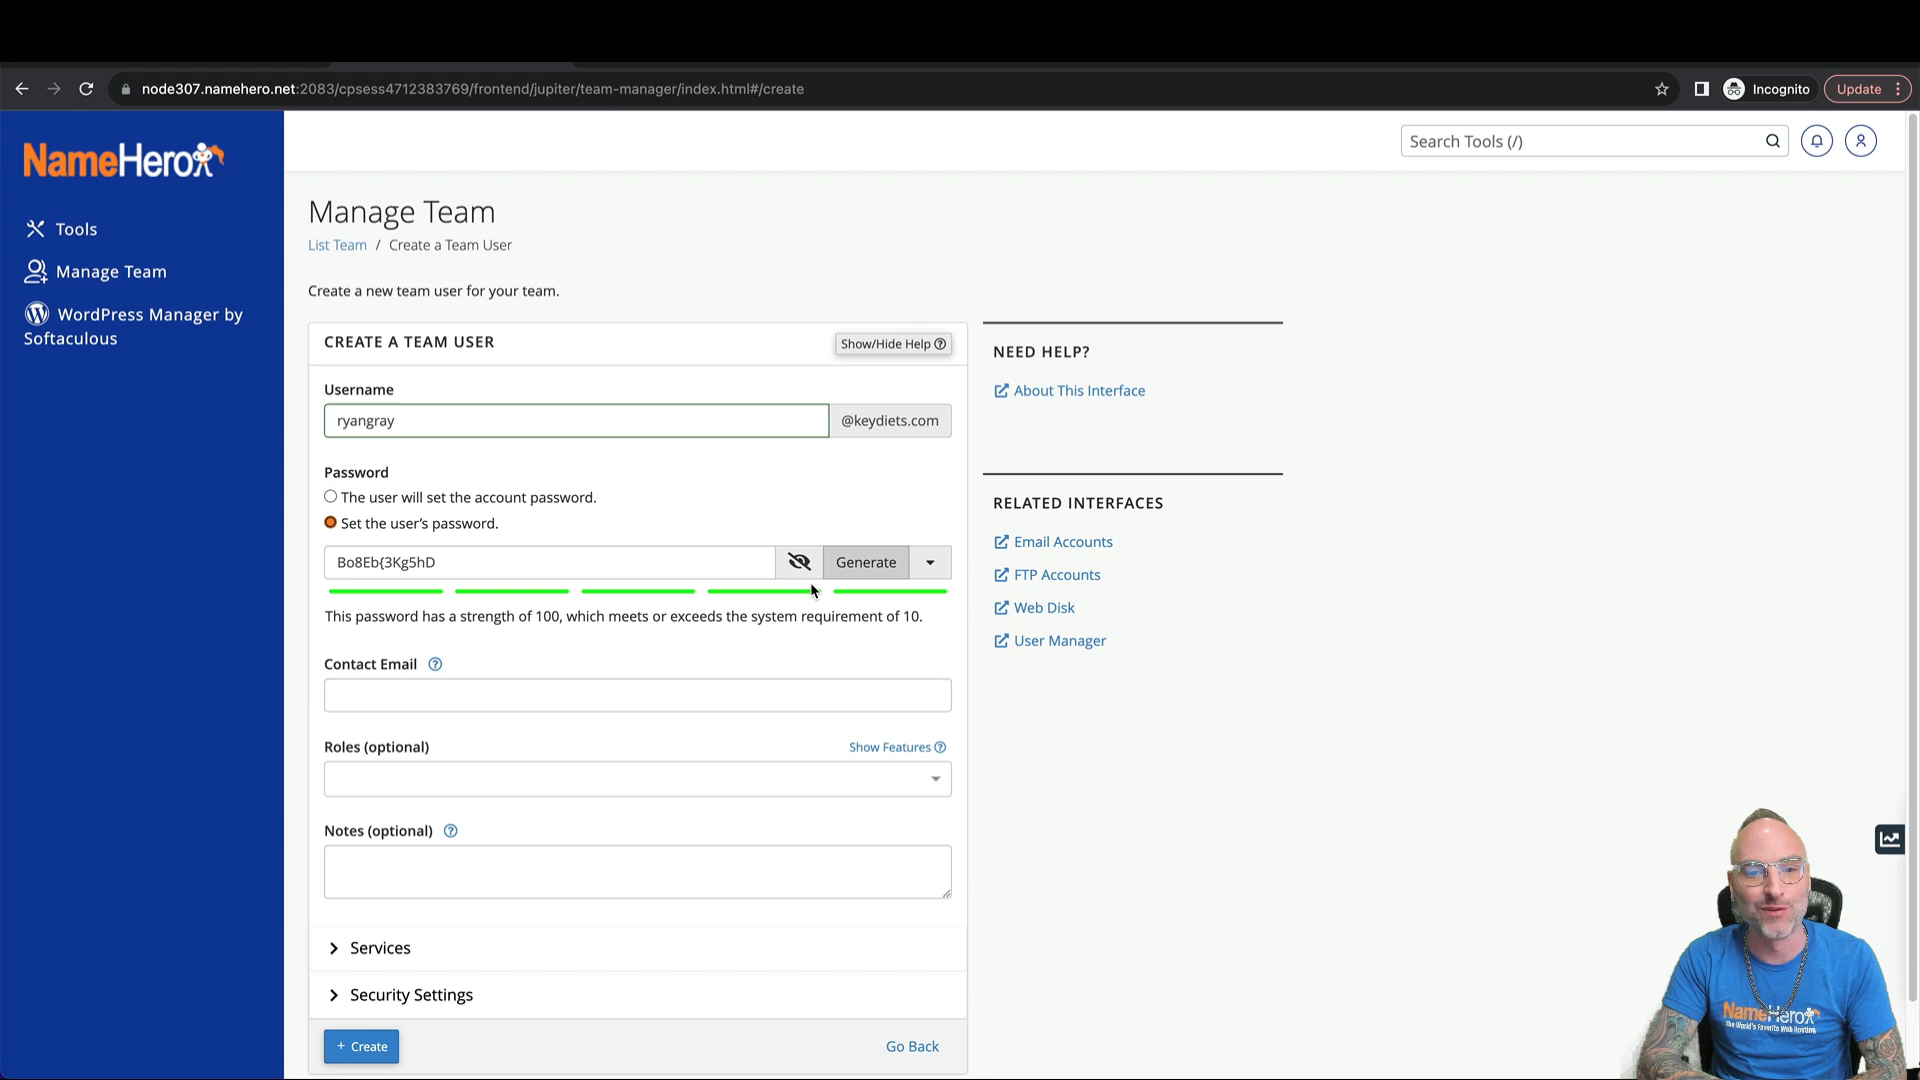 node307.namehero.net:2083/cpsess4712383769/frontend/jupiter/team-manager/index.html#/create
Incognito
Update
NameHero
Search Tools (/)
Tools
Manage Team
WordPress Manager by
Softaculous
Manage Team
List Team / Create a Team User
Create a new team user for your team.
CREATE A TEAM USER
Show/Hide Help
Username
ryangray
@keydiets.com
Password
The user will set the account password.
Set the user's password.
Bo8Eb{3Kg5hD
Generate
This password has a strength of 100, which meets or exceeds the system requirement of 10.
Contact Email
Roles (optional)
Show Features
Notes (optional)
Services
Security Settings
+ Create
Go Back
NEED HELP?
About This Interface
RELATED INTERFACES
Email Accounts
FTP Accounts
Web Disk
User Manager
NameHero
The World's Favorite Web Hosting